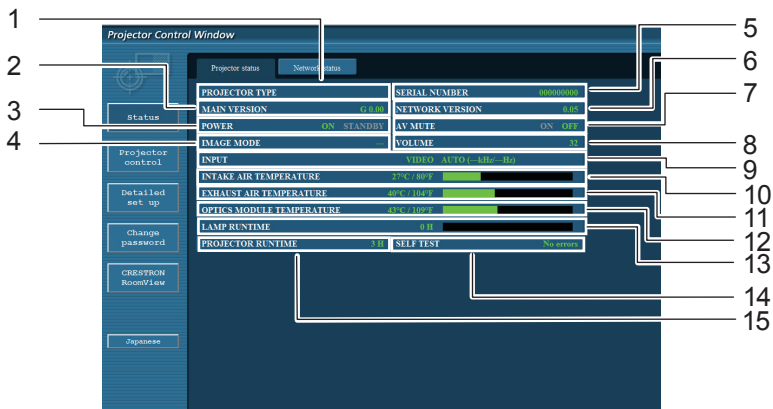 Projector Control Window
Projector status
Network status
PROJECTOR TYPE
SERIAL NUMBER 000000000
MAIN VERSION G 0.00
NETWORK VERSION 0.05
POWER ON STANDBY
AV MUTE ON OFF
IMAGE MODE ---
VOLUME 32
INPUT VIDEO AUTO (---kHz/---Hz)
INTAKE AIR TEMPERATURE 27°C / 80°F
EXHAUST AIR TEMPERATURE 40°C / 104°F
OPTICS MODULE TEMPERATURE 43°C / 109°F
LAMP RUNTIME 0 H
PROJECTOR RUNTIME 3 H
SELF TEST No errors
Status
Projector
control
Detailed
set up
Change
password
CRESTRON
RoomView
Japanese
1
2
3
4
5
6
7
8
9
10
11
12
13
14
15